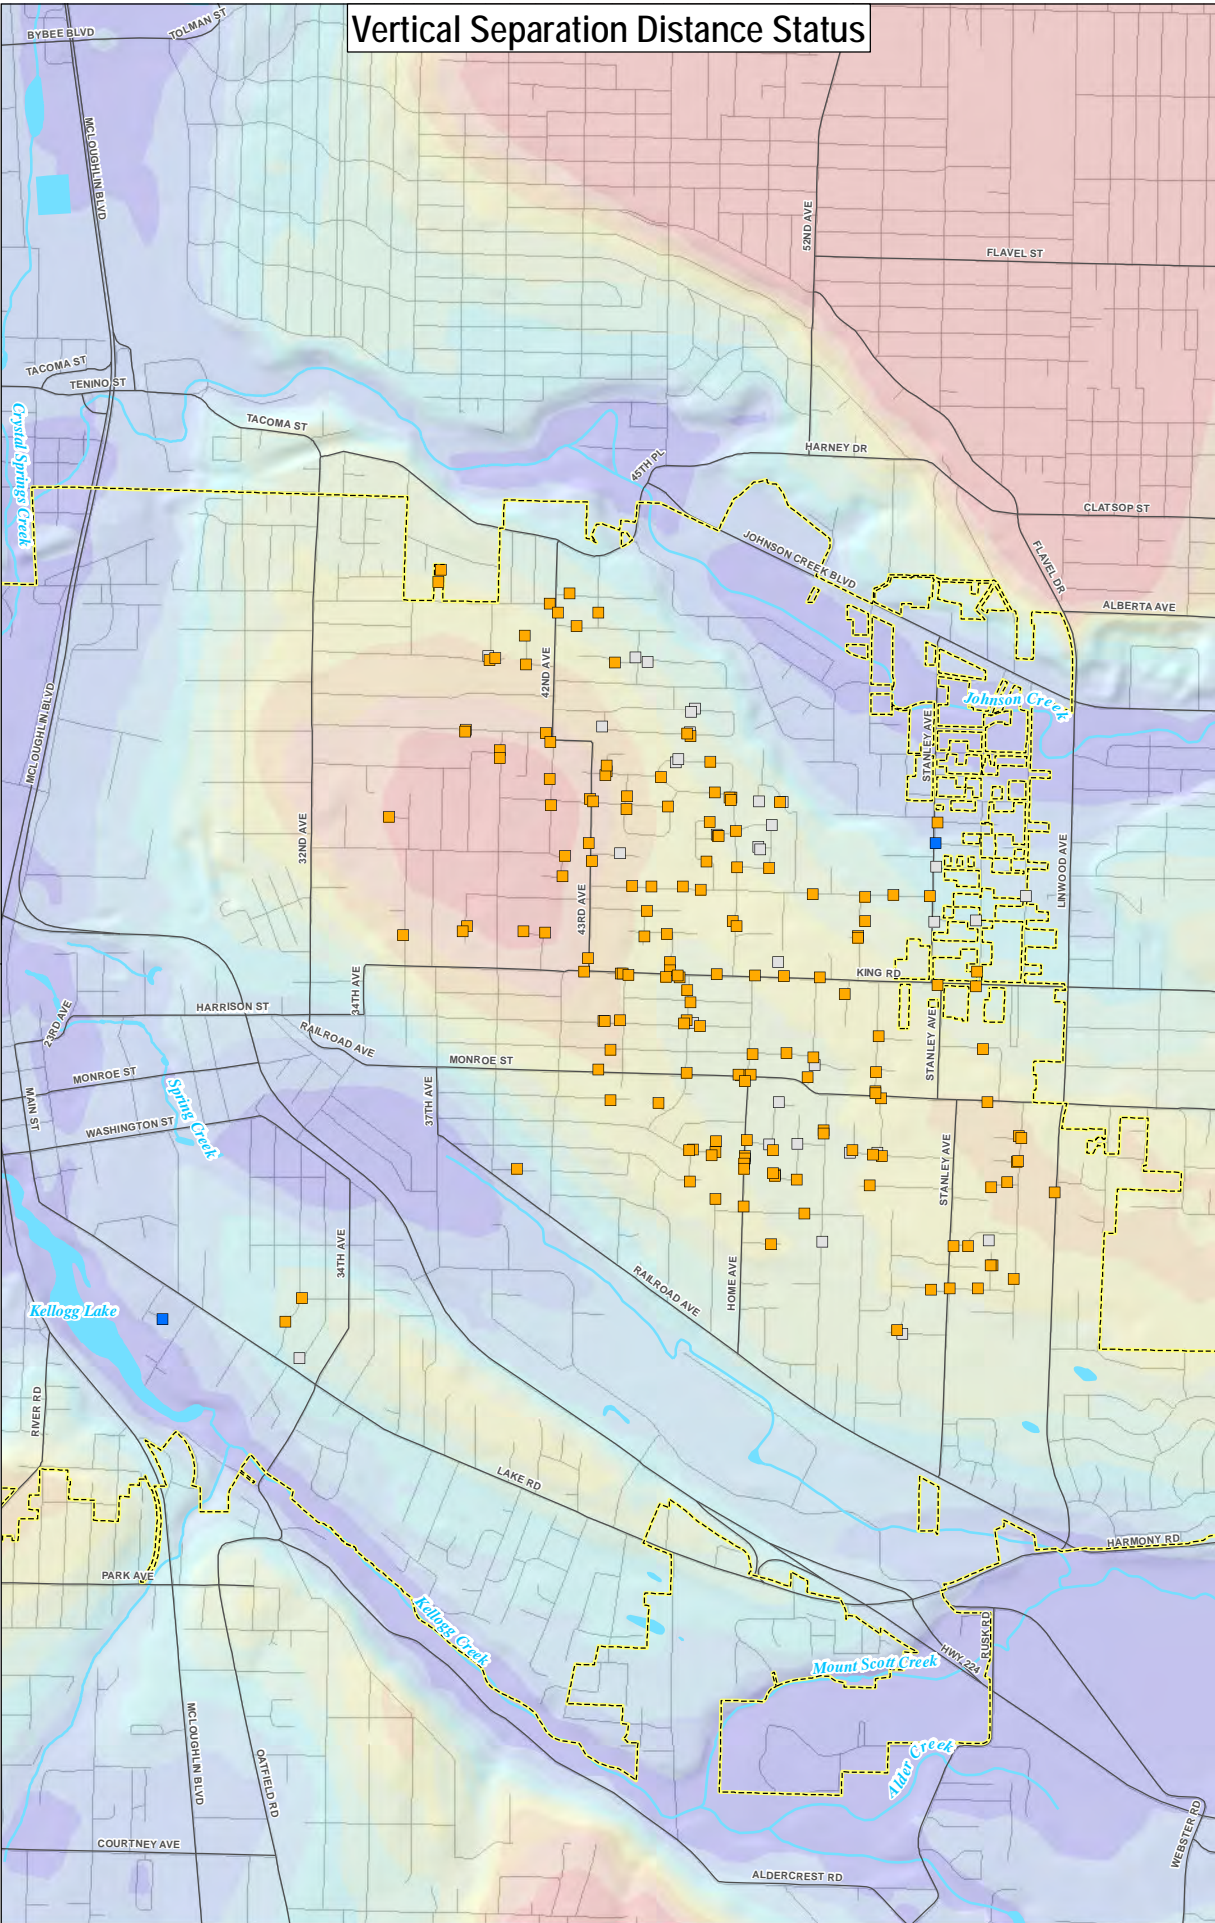 Vertical Separation Distance Status
BYBEE BLVD
TOLMAN ST
MCLOUGHLIN BLVD
52ND AVE
FLAVEL ST
TACOMA ST
TENINO ST
TACOMA ST
Crystal Springs Creek
45TH PL
HARNEY DR
CLATSOP ST
JOHNSON CREEK BLVD
FLAVEL DR
ALBERTA AVE
42ND AVE
Johnson Creek
STANLEY AVE
MCLOUGHLIN BLVD
32ND AVE
43RD AVE
LINWOOD AVE
KING RD
34TH AVE
HARRISON ST
23RD AVE
RAILROAD AVE
MONROE ST
STANLEY AVE
MONROE ST
MAIN ST
37TH AVE
WASHINGTON ST
Spring Creek
STANLEY AVE
34TH AVE
HOME AVE
RAILROAD AVE
Kellogg Lake
RIVER RD
LAKE RD
HARMONY RD
PARK AVE
Kellogg Creek
RUSK RD
HWY 224
Mount Scott Creek
MCLOUGHLIN BLVD
OATFIELD RD
Alder Creek
WEBSTER RD
COURTNEY AVE
ALDERCREST RD